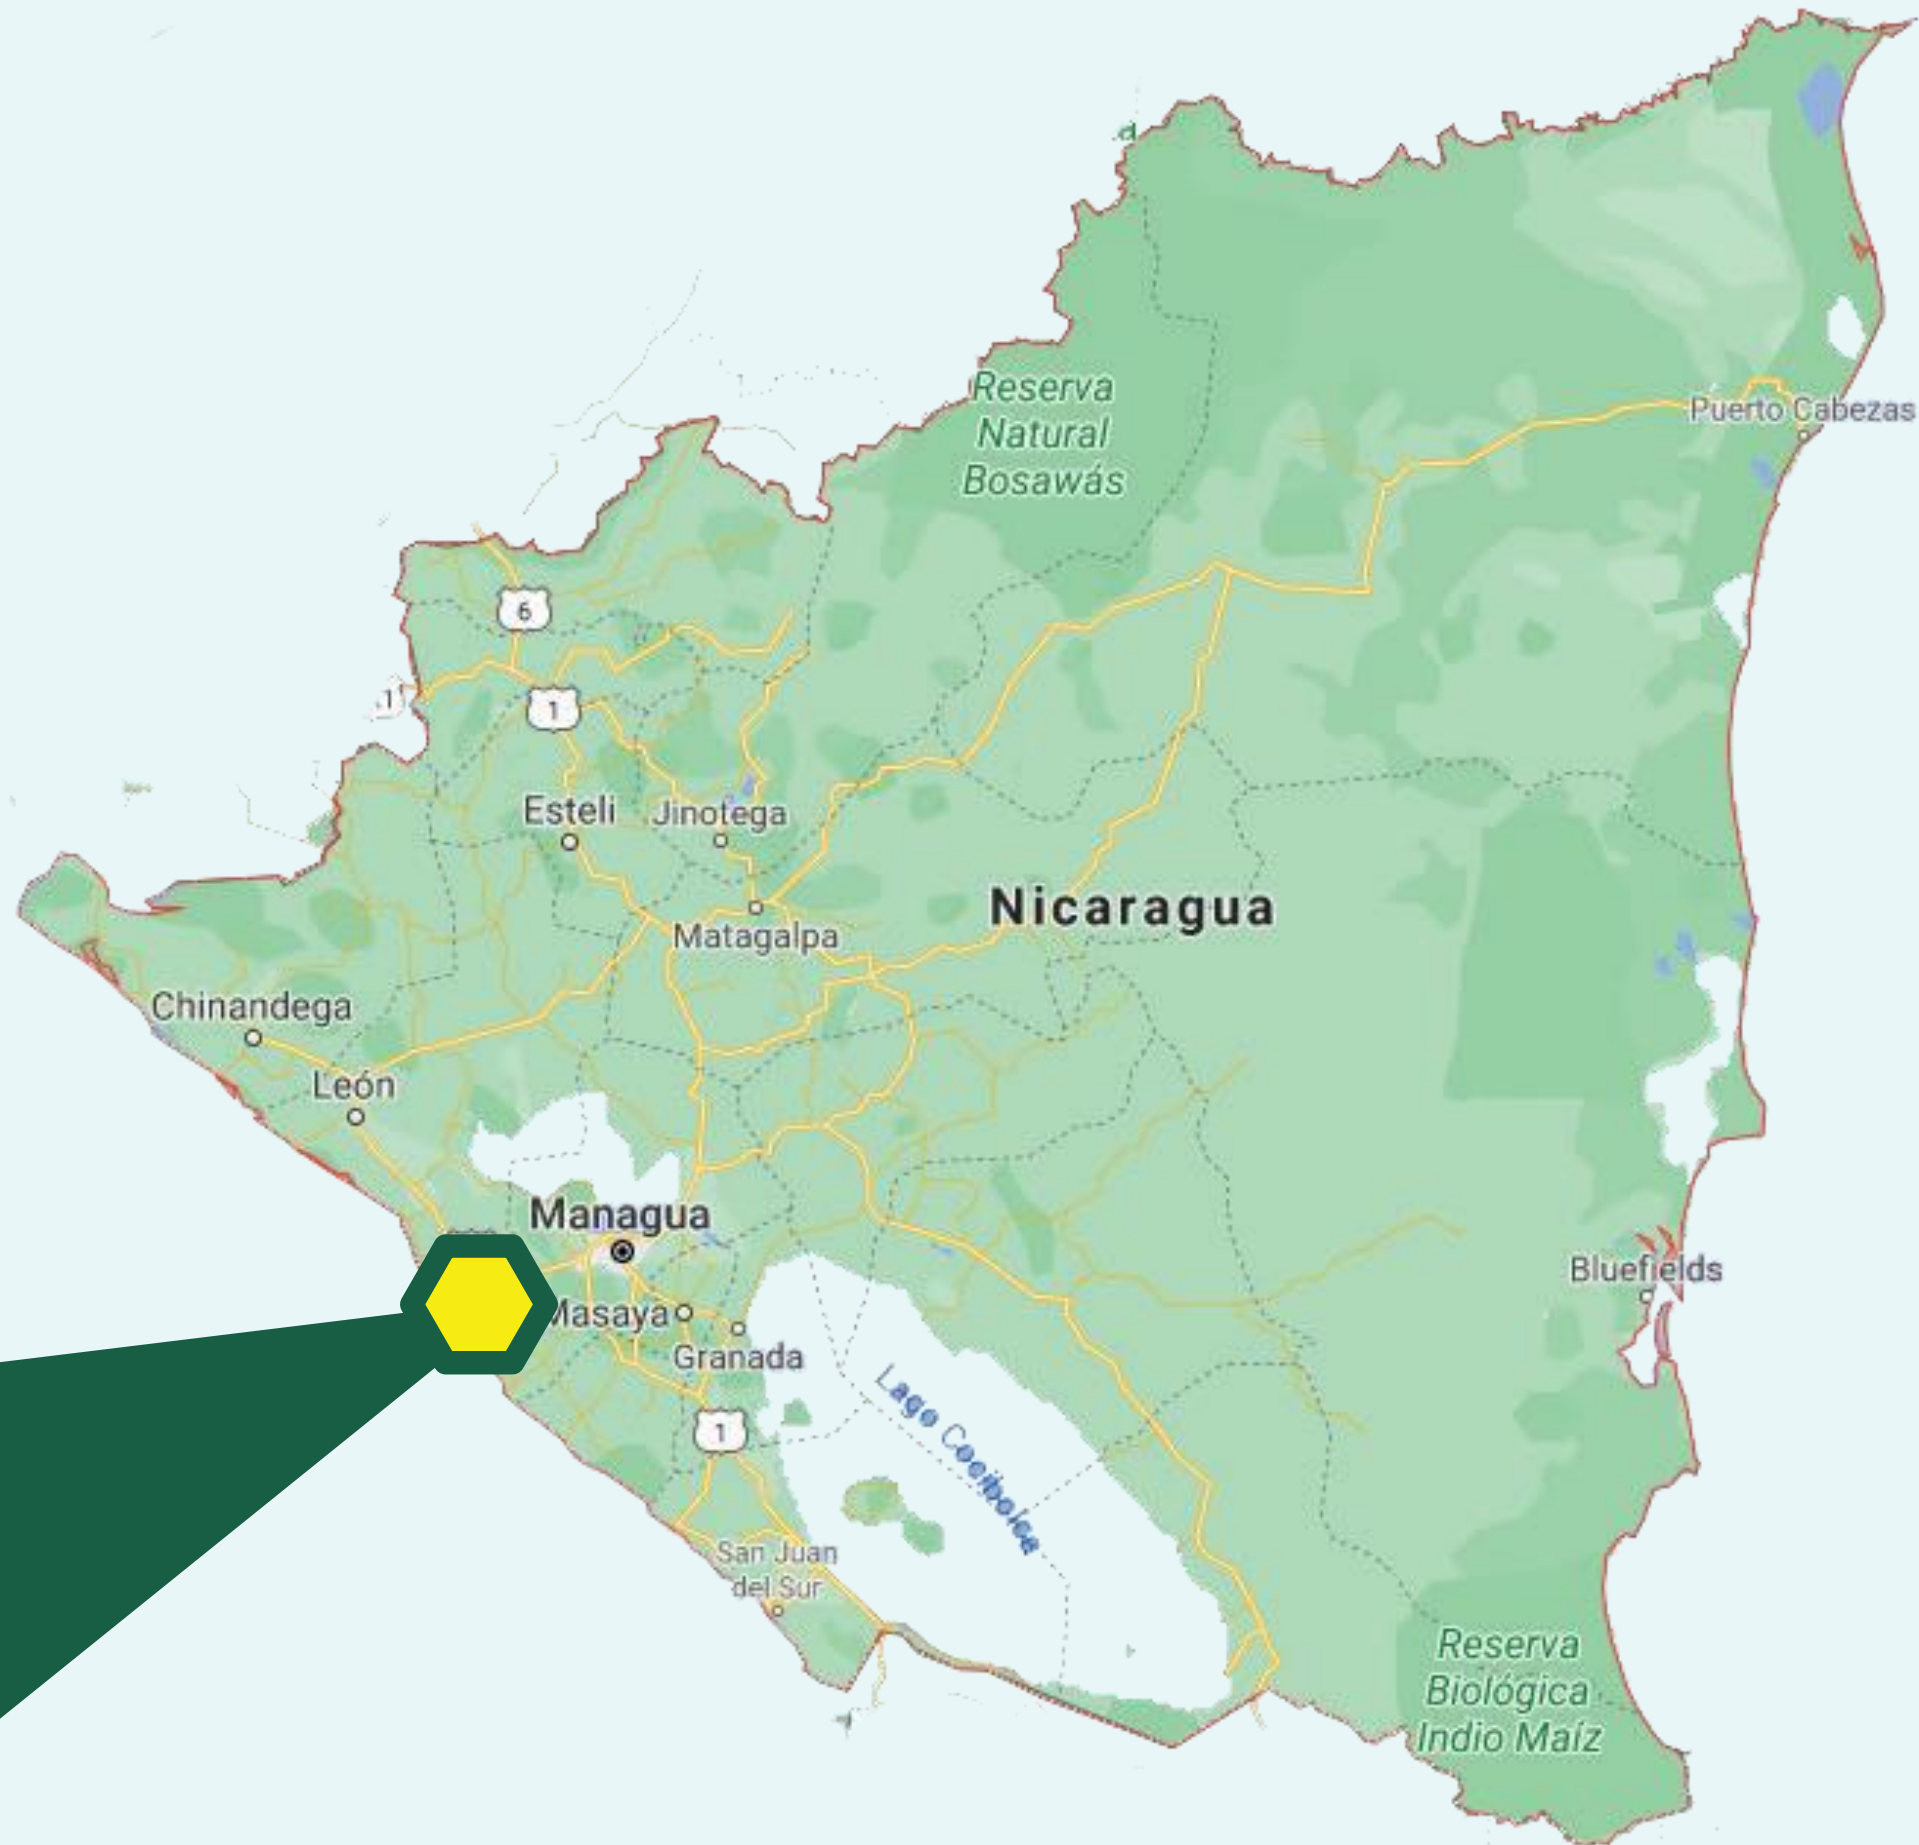 Reserva
Natural
Bosawás
Puerto Cabezas
6
1
1
Esteli
Jinotega
Nicaragua
Matagalpa
Chinandega
León
Managua
Bluefields
Masaya
Granada
Lago Cocibolca
1
San Juan
del Sur
Reserva
Biológica
Indio Maíz